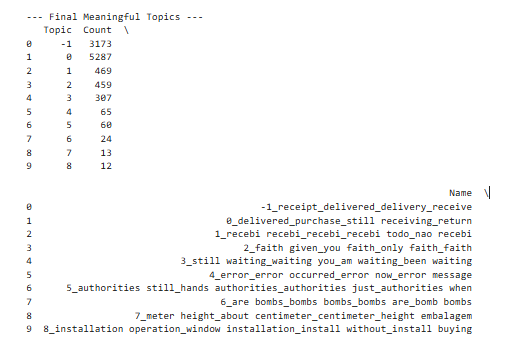 --- Final Meaningful Topics ---
Topic Count \
0 -1 3173
1 0 5287
2 1 469
3 2 459
4 3 307
5 4 65
6 5 60
7 6 24
8 7 13
9 8 12
Name \
0 -1_receipt_delivered_delivery_receive
1 0_delivered_purchase_still receiving_return
2 1_recebi recebi_recebi_recebi todo_nao recebi
3 2_faith given_you faith_only faith_faith
4 3_still waiting_waiting you_am waiting_been waiting
5 4_error_error occurred_error now_error message
6 5_authorities still_hands authorities_authorities just_authorities when
7 6_are bombs_bombs bombs_bombs are_bomb bombs
8 7_meter height_about centimeter_centimeter_height embalagem
9 8_installation operation_window installation_install without_install buying